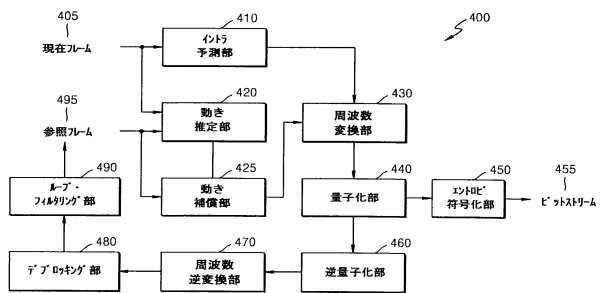 405
現在フレーム
410
イントラ
予測部
400
495
参照フレーム
420
動き
推定部
430
周波数
変換部
490
ループ・
フィルタリング部
425
動き
補償部
440
量子化部
450
エントロピ
符号化部
455
ビットストリーム
480
デブロッキング部
470
周波数
逆変換部
460
逆量子化部